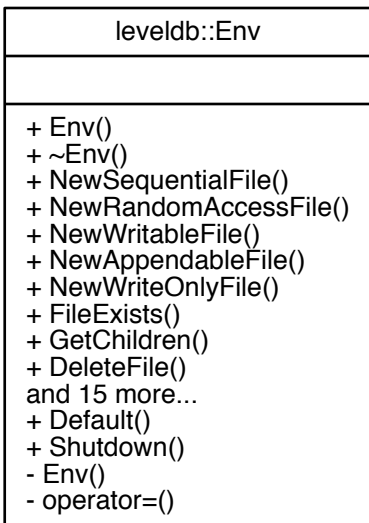 leveldb::Env
+ Env()
+ ~Env()
+ NewSequentialFile()
+ NewRandomAccessFile()
+ NewWritableFile()
+ NewAppendableFile()
+ NewWriteOnlyFile()
+ FileExists()
+ GetChildren()
+ DeleteFile()
and 15 more...
+ Default()
+ Shutdown()
- Env()
- operator=()